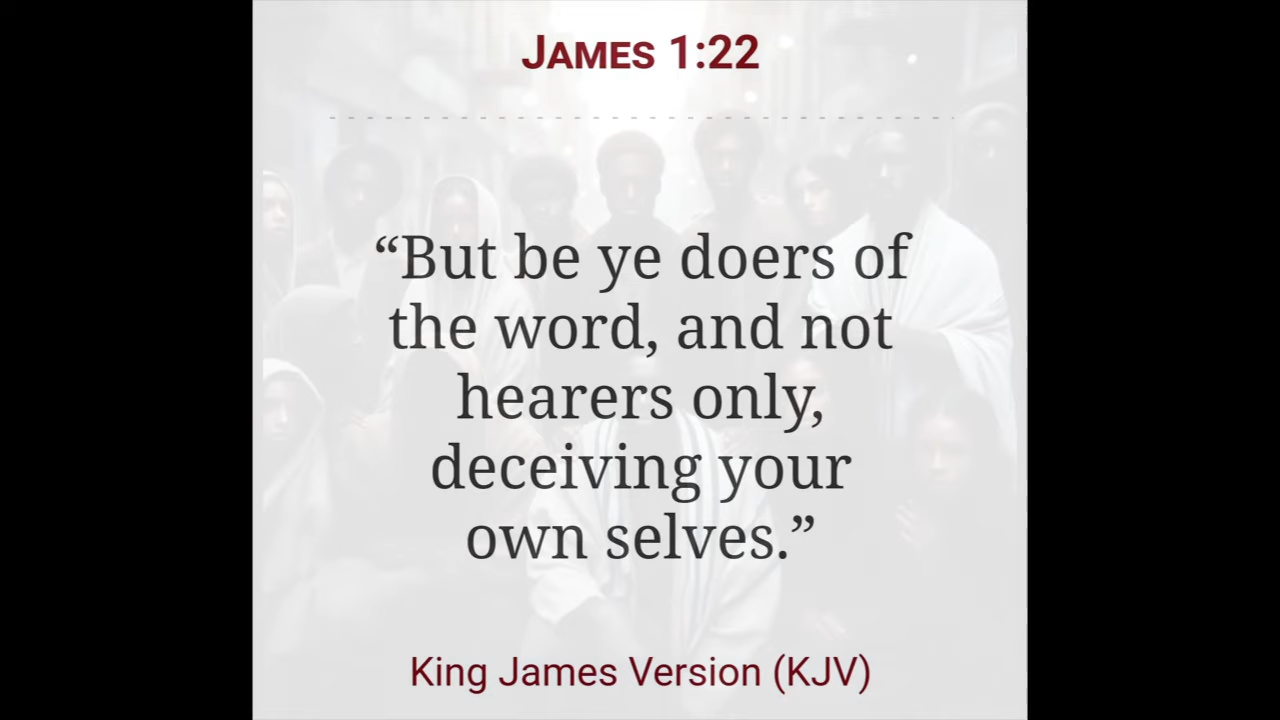 James 1:22
“But be ye doers of
the word, and not
hearers only,
deceiving your
own selves.”
King James Version (KJV)